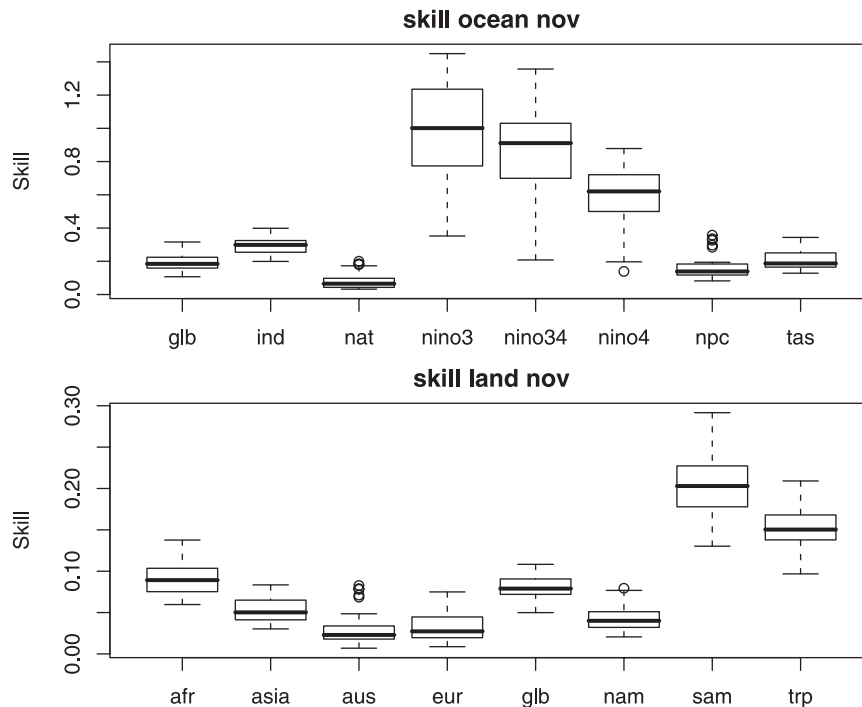 skill ocean nov
Skill
1.2
0.8
0.4
0.0
glb ind nat nino3 nino34 nino4 npc tas
skill land nov
Skill
0.30
0.20
0.10
0.00
afr asia aus eur glb nam sam trp